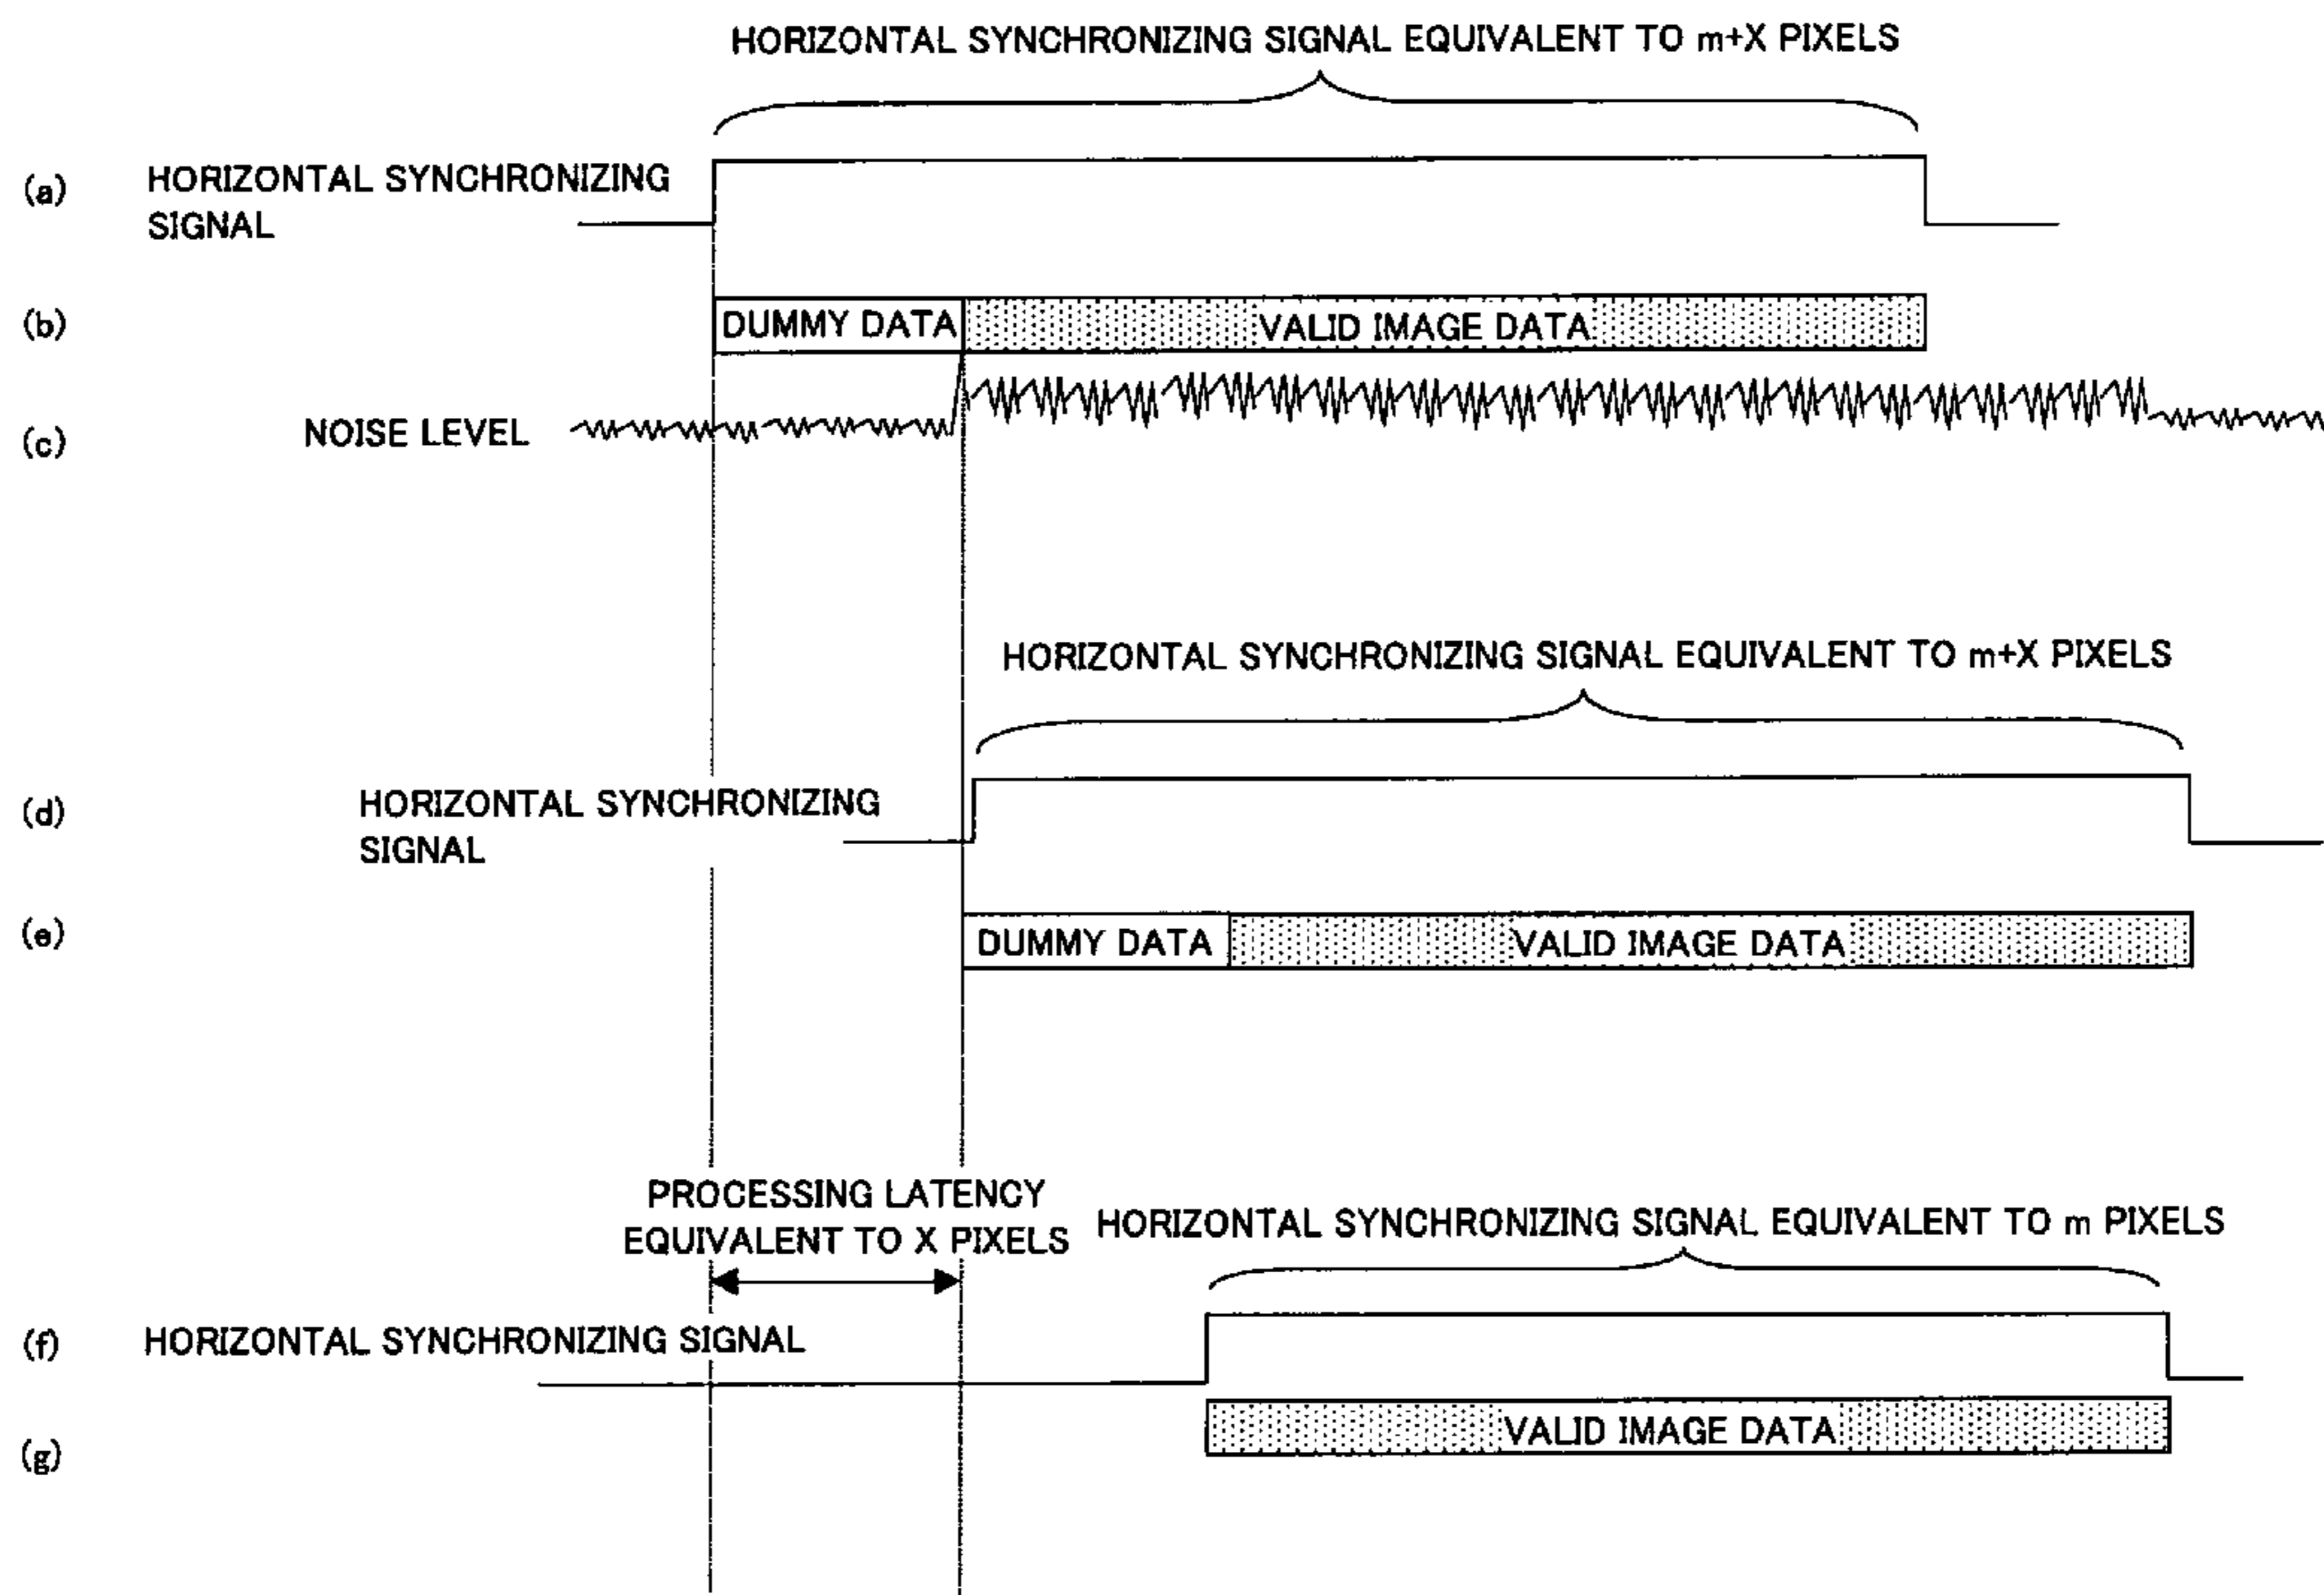 HORIZONTAL SYNCHRONIZING SIGNAL EQUIVALENT TO m+X PIXELS
(a) HORIZONTAL SYNCHRONIZING
SIGNAL
(b) DUMMY DATA VALID IMAGE DATA
(c) NOISE LEVEL
HORIZONTAL SYNCHRONIZING SIGNAL EQUIVALENT TO m+X PIXELS
(d) HORIZONTAL SYNCHRONIZING
SIGNAL
(e) DUMMY DATA VALID IMAGE DATA
PROCESSING LATENCY
EQUIVALENT TO X PIXELS
HORIZONTAL SYNCHRONIZING SIGNAL EQUIVALENT TO m PIXELS
(f) HORIZONTAL SYNCHRONIZING SIGNAL
(g) VALID IMAGE DATA